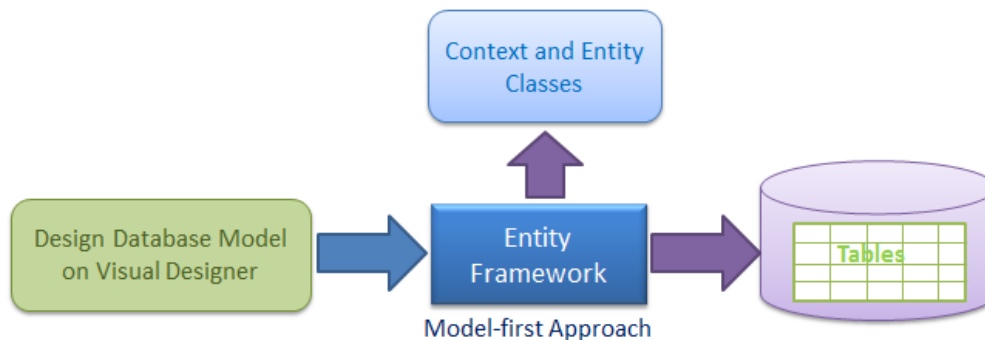 Context and Entity
Classes
Design Database Model
on Visual Designer
Entity
Framework
Tables
Model-first Approach